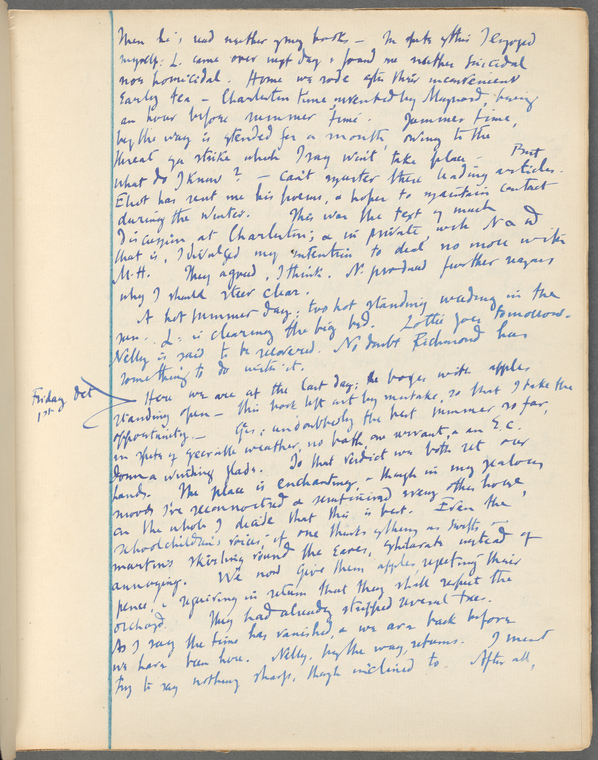 Then he's read neither of my books — In spite of this I enjoyed
myself: L. came over next day & found me neither suicidal
nor homicidal. Home we rode after their inconvenient
early tea — Charleston time invented by Maynard, being
an hour before summer time. Summer time,
by the way is extended for a month, owing to the
threat of a strike which I say won't take place — But
what do I know? — Can't master these leading articles.
Eliot has sent me his poems, & hopes to maintain contact
during the winter. This was the text of much
discussion at Charleston; & in private with N & D
that is, I divulged my intention to deal no more with
M.H. They agreed, I think. N. produced further reasons
why I should steer clear.
A hot summer day; too hot standing weeding in the
sun. L: is clearing the big bed. Lottie goes tomorrow.
Nelly is said to be recovered. No doubt Richmond has
something to do with it.
Friday Oct
1st
Here we are at the last day; the boxes with apples
standing open — this book left out by mistake, so that I take the
opportunity — Yes; undoubtedly the best summer so far,
in spite of execrable weather, no bath, one servant, & an E.C.
down a winding glade. To that verdict we both set our
hands. The place is enchanting, & though in my jealous
moods I've reconnoitred & scrutinised every other house,
on the whole I decide that this is best. Even the
schoolchildren's voices, if one thinks of them as swifts &
martins skirling round the eaves, exhilarate instead of
annoying. We now give them apples, rejecting their
pence, & requiring in return that they shall respect the
orchard. They had already stripped several trees.
As I say the time has vanished, & we are back before
we have been here. Nelly, by the way, returns. I mean
try to say nothing sharp, though inclined to. After all,